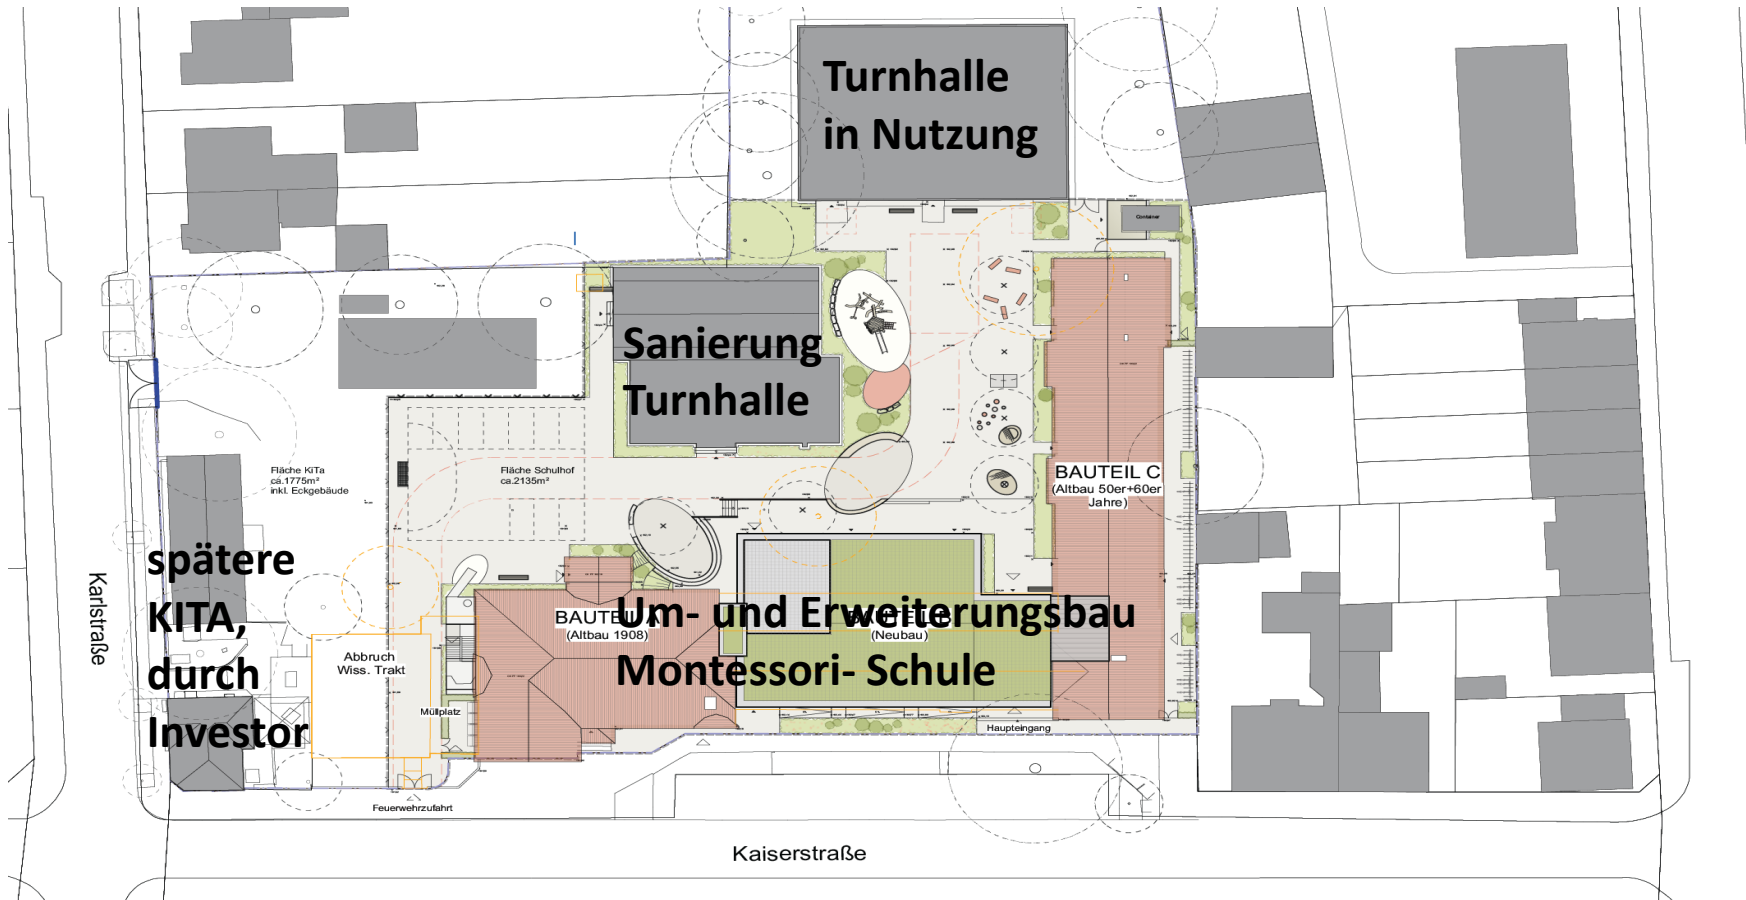 Turnhalle
in Nutzung
Container
Sanierung
Turnhalle
Fläche KiTa
ca.1775m²
inkl. Eckgebäude
Fläche Schulhof
ca.2135m²
BAUTEIL C
(Altbau 50er+60er
Jahre)
spätere
KITA,
durch
Investor
Karlstraße
BAUTEIL A
(Altbau 1908)
Um- und Erweiterungsbau
Montessori- Schule
(Neubau)
Abbruch
Wiss. Trakt
Müllplatz
Haupteingang
Feuerwehrzufahrt
Kaiserstraße